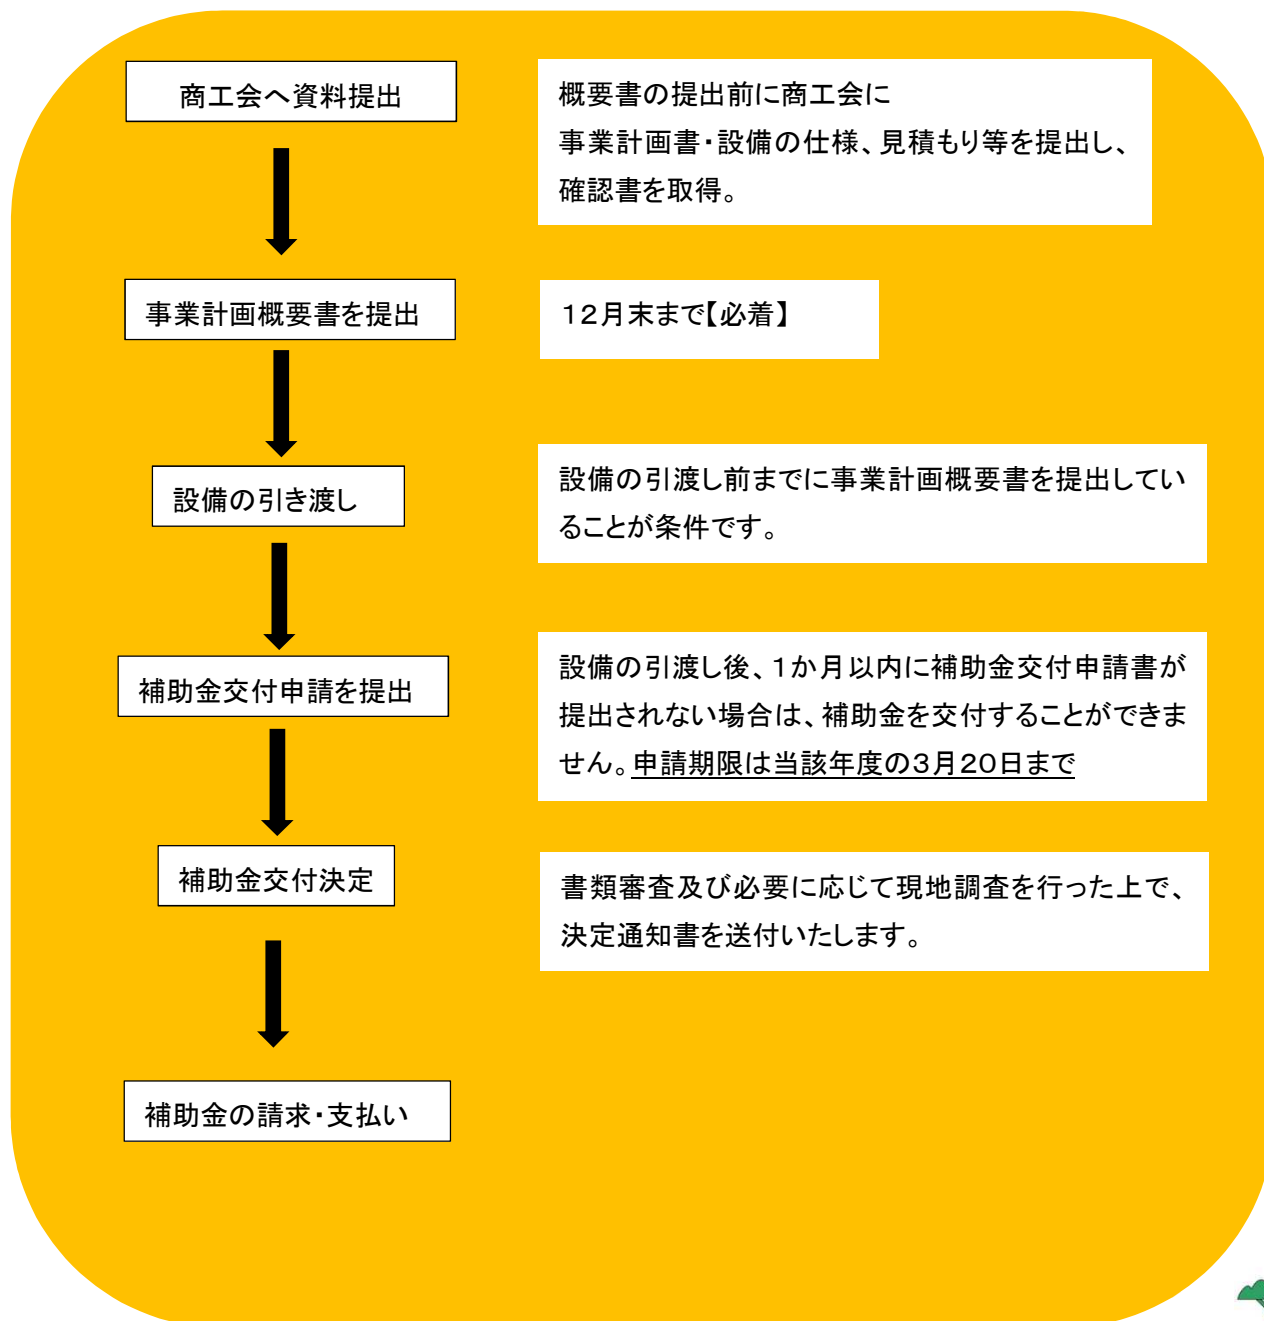 商工会へ資料提出
概要書の提出前に商工会に
事業計画書・設備の仕様、見積もり等を提出し、
確認書を取得。
事業計画概要書を提出
12月末まで【必着】
設備の引き渡し
設備の引渡し前までに事業計画概要書を提出してい
ることが条件です。
補助金交付申請を提出
設備の引渡し後、1か月以内に補助金交付申請書が
提出されない場合は、補助金を交付することができま
せん。申請期限は当該年度の3月20日まで
補助金交付決定
書類審査及び必要に応じて現地調査を行った上で、
決定通知書を送付いたします。
補助金の請求・支払い